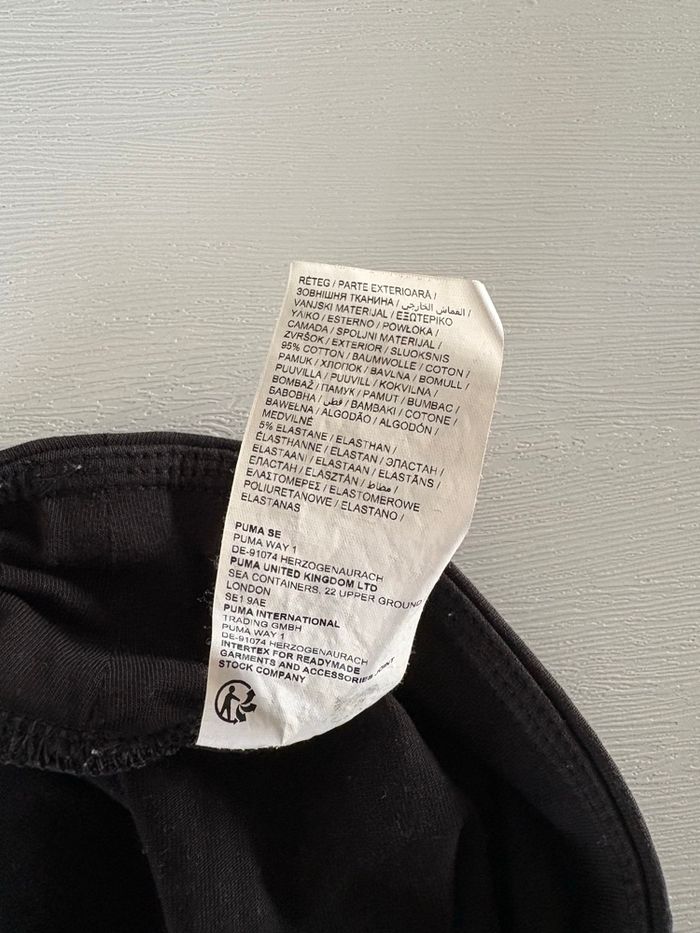 RÉTEG / PARTE EXTERIOARĂ /
ЗОВНІШНЯ ТКАНИНА / القماش الخارجي /
VANJSKI MATERIJAL / ΕΞΩΤΕΡΙΚΟ
ΥΛΙΚΟ / ESTERNO / POWŁOKA /
CAMADA / SPOLJNI MATERIJAL /
ZVRŠOK / EXTERIOR / SLUOKSNIS
95% COTTON / BAUMWOLLE / COTON /
PAMUK / ХЛОПОК / BAVLNA / BOMULL /
PUUVILLA / PUUVILL / KOKVILNA /
BOMBAŽ / ПАМУК / PAMUT / BUMBAC /
БАВОВНА / قطن / BAMBAKI / COTONE /
BAWEŁNA / ALGODÃO / ALGODÓN /
MEDVILNĖ
5% ELASTANE / ELASTHAN /
ÉLASTHANNE / ELASTAN / ЭЛАСТАН /
ELASTAANI / ELASTAAN / ELASTĀNS /
ЕЛАСТАН / ELASZTÁN / مطاط /
ΕΛΑΣΤΟΜΕΡΕΣ / ELASTOMEROWE
POLIURETANOWE / ELASTANO /
ELASTANAS
PUMA SE
PUMA WAY 1
DE-91074 HERZOGENAURACH
PUMA UNITED KINGDOM LTD
SEA CONTAINERS, 22 UPPER GROUND
LONDON
SE1 9AE
PUMA INTERNATIONAL
TRADING GMBH
PUMA WAY 1
DE-91074 HERZOGENAURACH
INTERTEX FOR READYMADE
GARMENTS AND ACCESSORIES JOINT
STOCK COMPANY